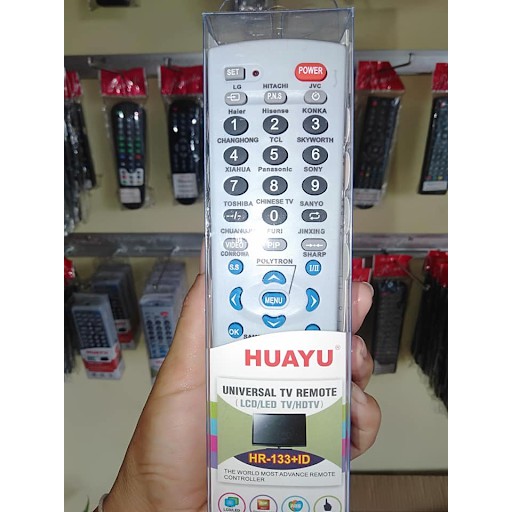 SET POWER
LG HITACHI JVC
P.N.S
Haier Hisense KONKA
1 2 3
CHANGHONG TCL SKYWORTH
4 5 6
XIAHUA Panasonic SONY
7 8 9
TOSHIBA CHINESE TV SANYO
-/-- 0
JINXING
VIDEO PIP
CONROWA SHARP
POLYTRON
S.S I/II
MENU
OK
HUAYU®
UNIVERSAL TV REMOTE
(LCD/LED TV/HDTV)
HR-133+ID
THE WORLD MOST ADVANCE REMOTE
CONTROLLER